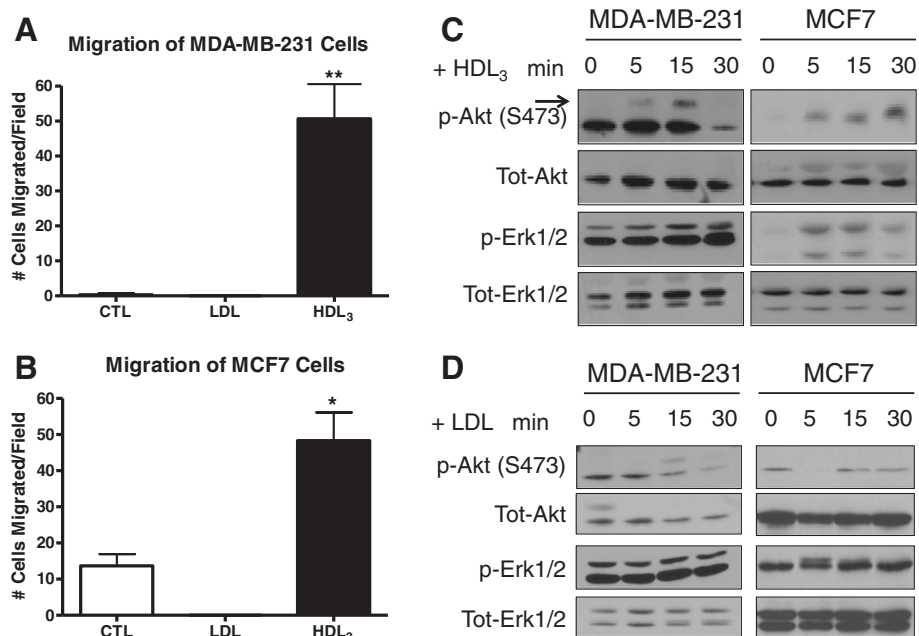 A
Migration of MDA-MB-231 Cells
# Cells Migrated/Field
60
50
40
30
20
10
0
**
CTL
LDL
HDL₃
B
Migration of MCF7 Cells
# Cells Migrated/Field
60
50
40
30
20
10
0
*
CTL
LDL
HDL₃
C
MDA-MB-231
MCF7
+ HDL₃ min
0 5 15 30
0 5 15 30
p-Akt (S473)
Tot-Akt
p-Erk1/2
Tot-Erk1/2
D
MDA-MB-231
MCF7
+ LDL min
0 5 15 30
0 5 15 30
p-Akt (S473)
Tot-Akt
p-Erk1/2
Tot-Erk1/2